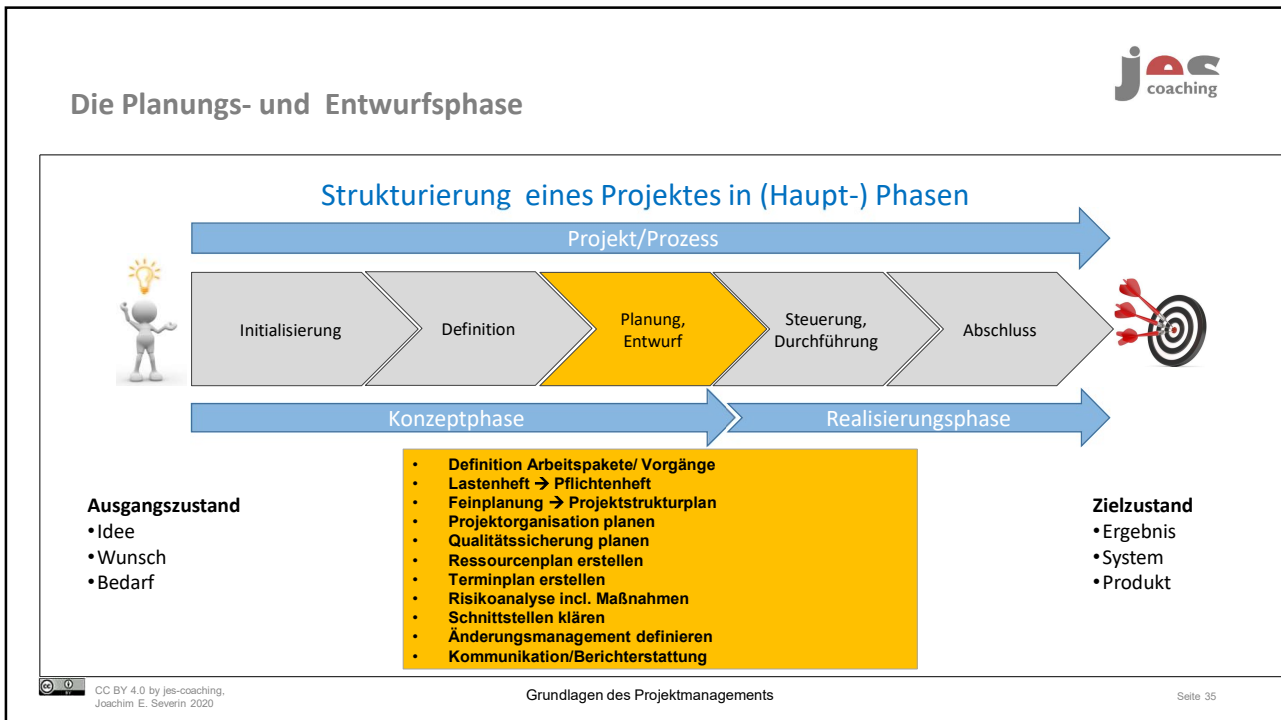 jes
coaching
Die Planungs- und Entwurfsphase
Strukturierung eines Projektes in (Haupt-) Phasen
Projekt/Prozess
Initialisierung
Definition
Planung,
Entwurf
Steuerung,
Durchführung
Abschluss
Konzeptphase
Realisierungsphase
• Definition Arbeitspakete/ Vorgänge
• Lastenheft → Pflichtenheft
• Feinplanung → Projektstrukturplan
• Projektorganisation planen
• Qualitätssicherung planen
• Ressourcenplan erstellen
• Terminplan erstellen
• Risikoanalyse incl. Maßnahmen
• Schnittstellen klären
• Änderungsmanagement definieren
• Kommunikation/Berichterstattung
Ausgangszustand
• Idee
• Wunsch
• Bedarf
Zielzustand
• Ergebnis
• System
• Produkt
cc BY
CC BY 4.0 by jes-coaching,
Joachim E. Severin 2020
Grundlagen des Projektmanagements
Seite 35